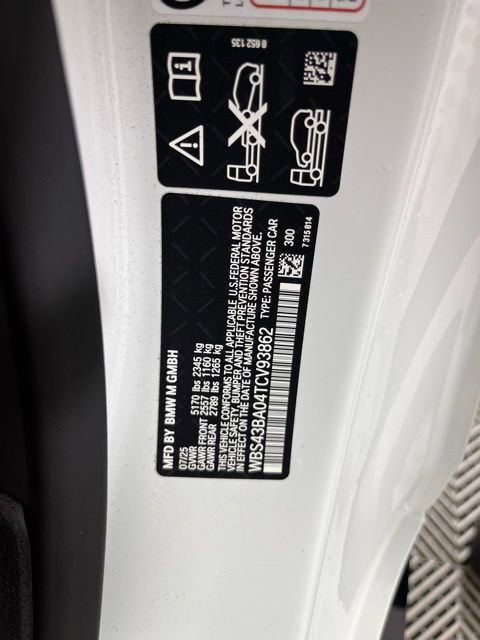 8 652 135
MFD BY BMW M GMBH
07/25
GVWR 5170 lbs 2345 kg
GAWR FRONT 2557 lbs 1160 kg
GAWR REAR 2789 lbs 1265 kg
THIS VEHICLE CONFORMS TO ALL APPLICABLE U.S. FEDERAL MOTOR
VEHICLE SAFETY, BUMPER AND THEFT PREVENTION STANDARDS
IN EFFECT ON THE DATE OF MANUFACTURE SHOWN ABOVE.
WBS43BA04TCV93862 TYPE: PASSENGER CAR
300
7 315 814